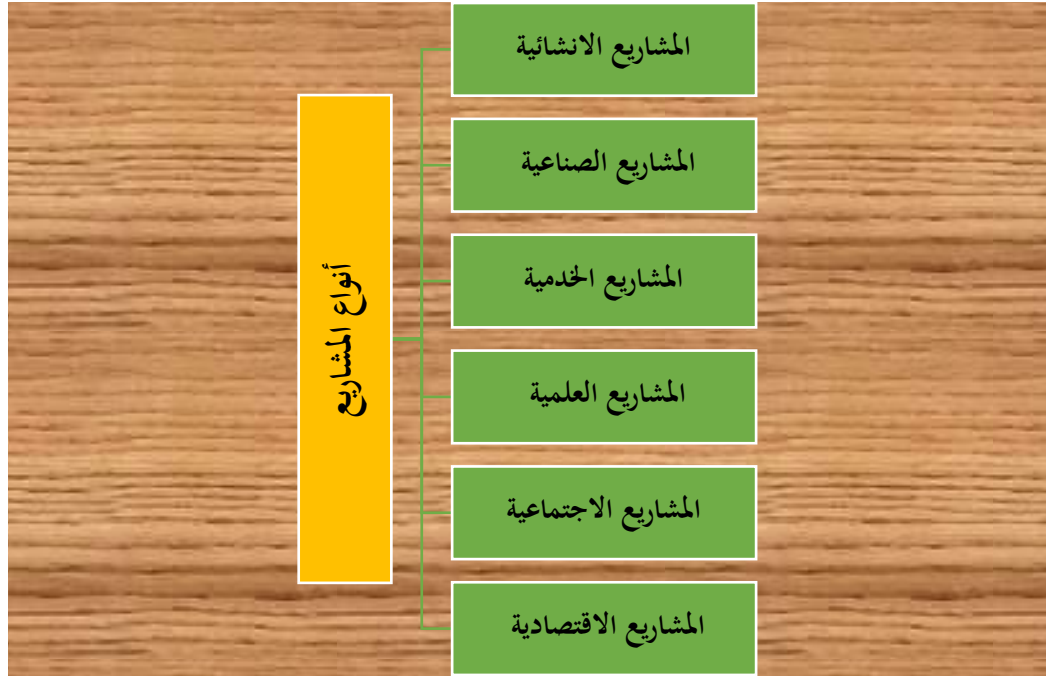 أنواع المشاريع
المشاريع الانشائية
المشاريع الصناعية
المشاريع الخدمية
المشاريع العلمية
المشاريع الاجتماعية
المشاريع الاقتصادية